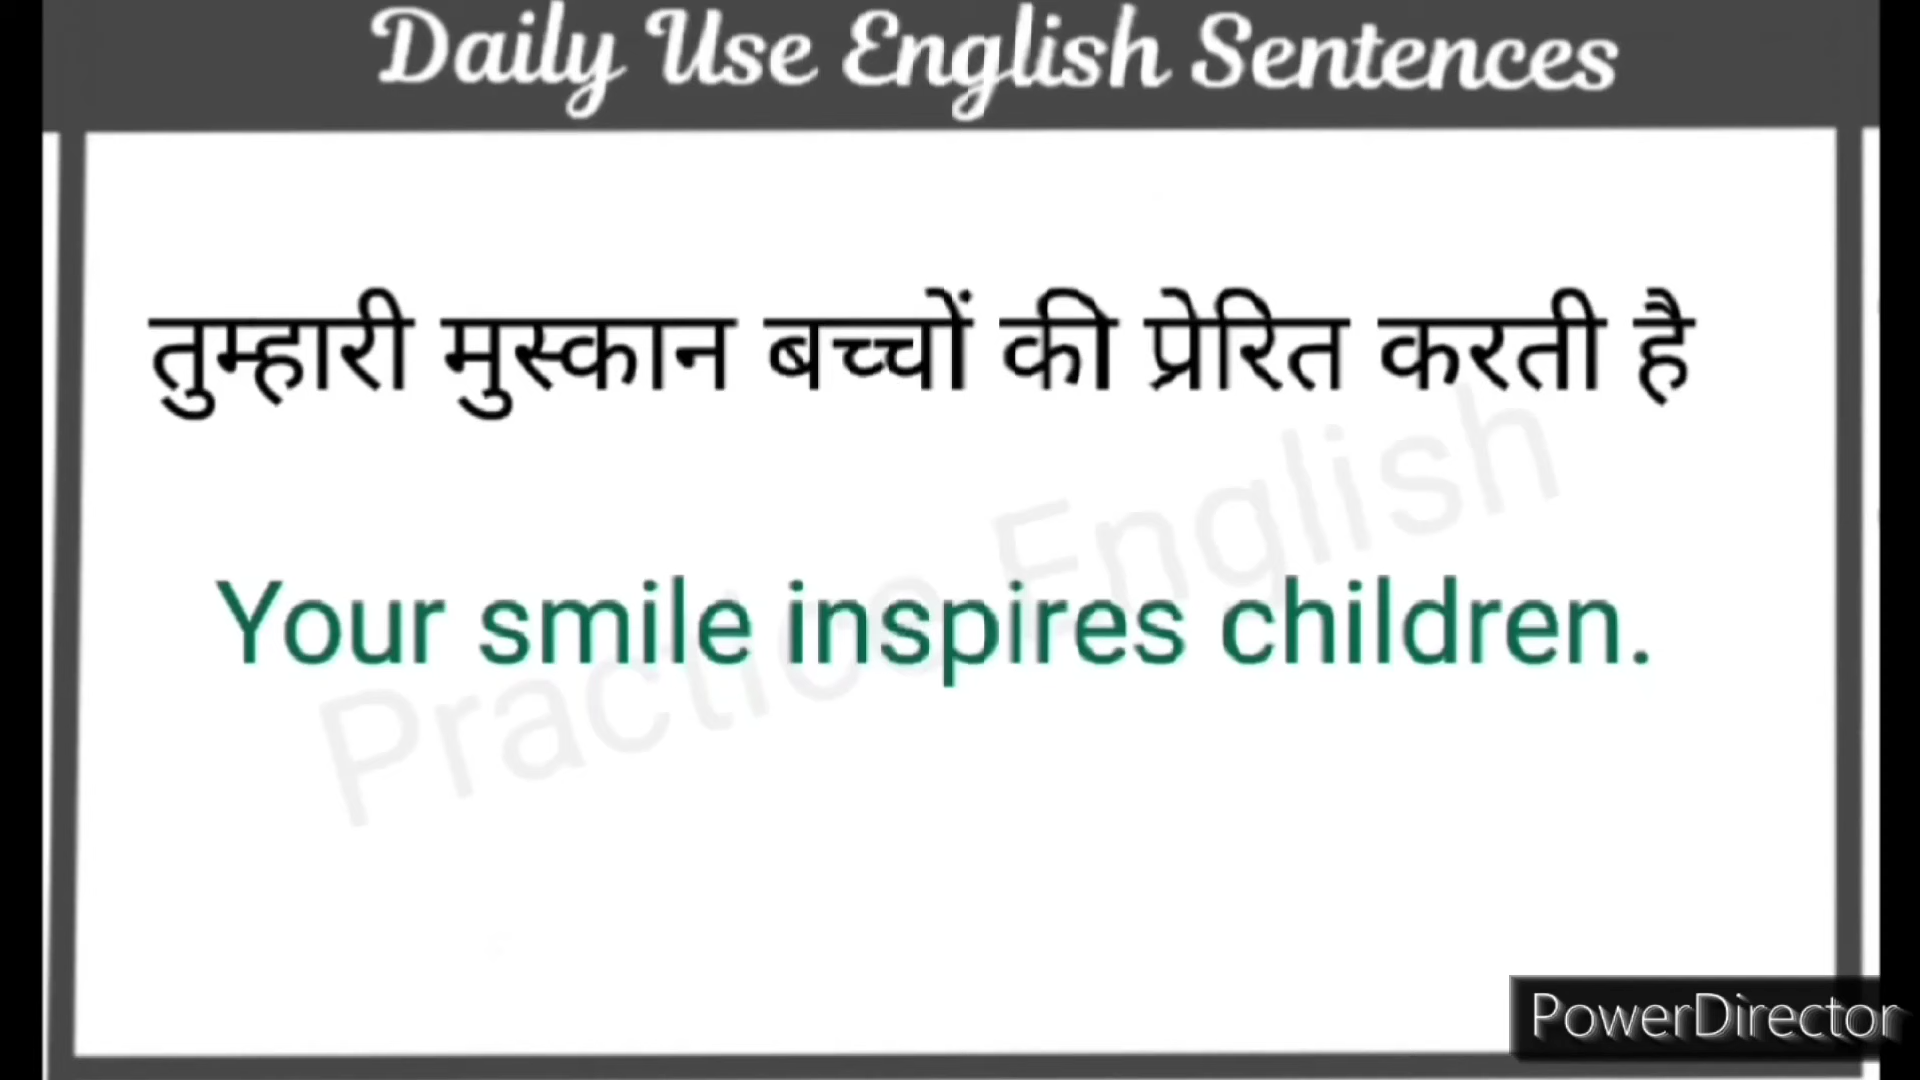 Daily Use English Sentences
तुम्हारी मुस्कान बच्चों की प्रेरित करती है
Your smile inspires children.
Practice English
PowerDirector